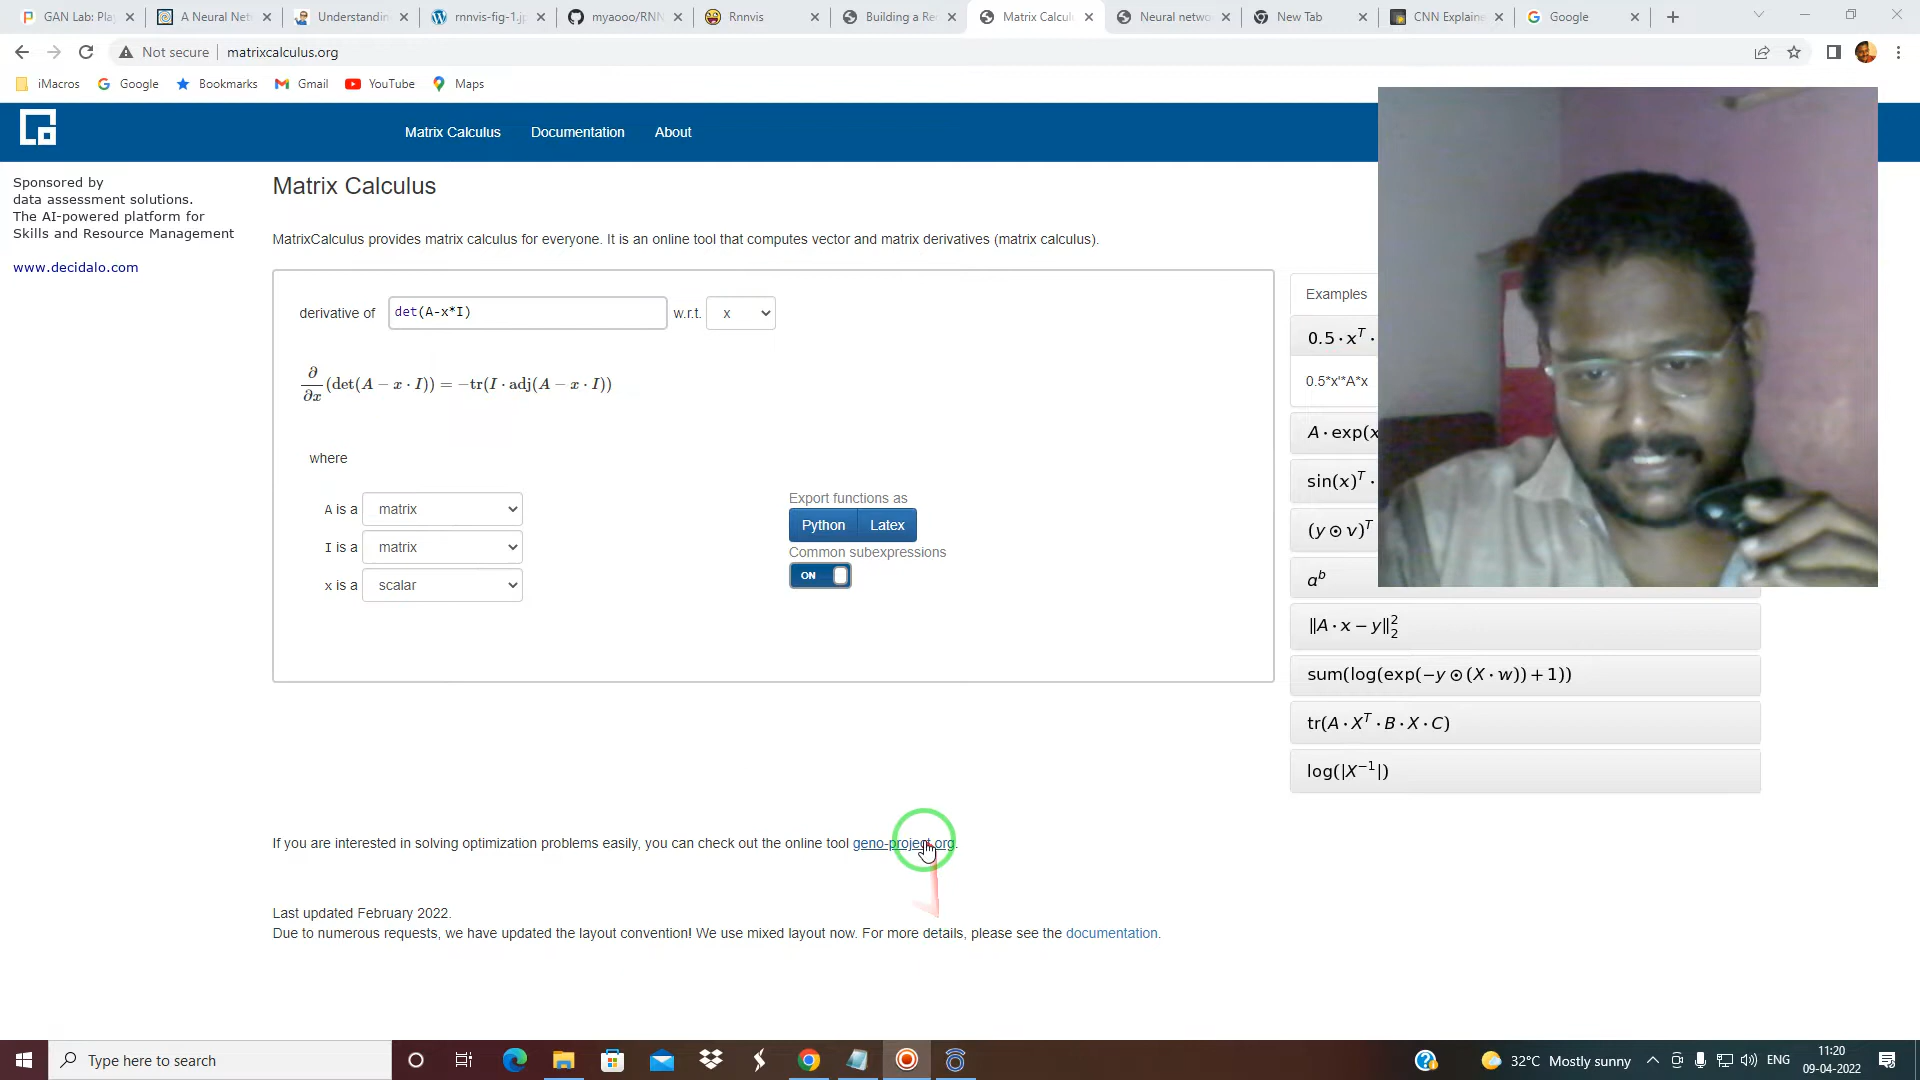 GAN Lab: Pla
A Neural Net
Understandin
rnnvis-fig-1.jp
myaooo/RNN
Rnnvis
Building a Re
Matrix Calcul
Neural netwo
New Tab
CNN Explaine
Google
Not secure
matrixcalculus.org
iMacros
Google
Bookmarks
Gmail
YouTube
Maps
Matrix Calculus
Documentation
About
Sponsored by
data assessment solutions.
The AI-powered platform for
Skills and Resource Management
www.decidalo.com
Matrix Calculus
MatrixCalculus provides matrix calculus for everyone. It is an online tool that computes vector and matrix derivatives (matrix calculus).
derivative of det(A-x*I) w.r.t. x
∂/∂x (det(A − x · I)) = −tr(I · adj(A − x · I))
where
A is a matrix
I is a matrix
x is a scalar
Export functions as
Python Latex
Common subexpressions
ON
Examples
0.5 · x^T ·
0.5*x'*A*x
A · exp(x
sin(x)^T ·
(y ⊙ v)^T
a^b
‖A · x − y‖₂²
sum(log(exp(−y ⊙ (X · w)) + 1))
tr(A · X^T · B · X · C)
log(|X^−1|)
If you are interested in solving optimization problems easily, you can check out the online tool geno-project.org.
Last updated February 2022.
Due to numerous requests, we have updated the layout convention! We use mixed layout now. For more details, please see the documentation.
Type here to search
32°C Mostly sunny
ENG
11:20
09-04-2022